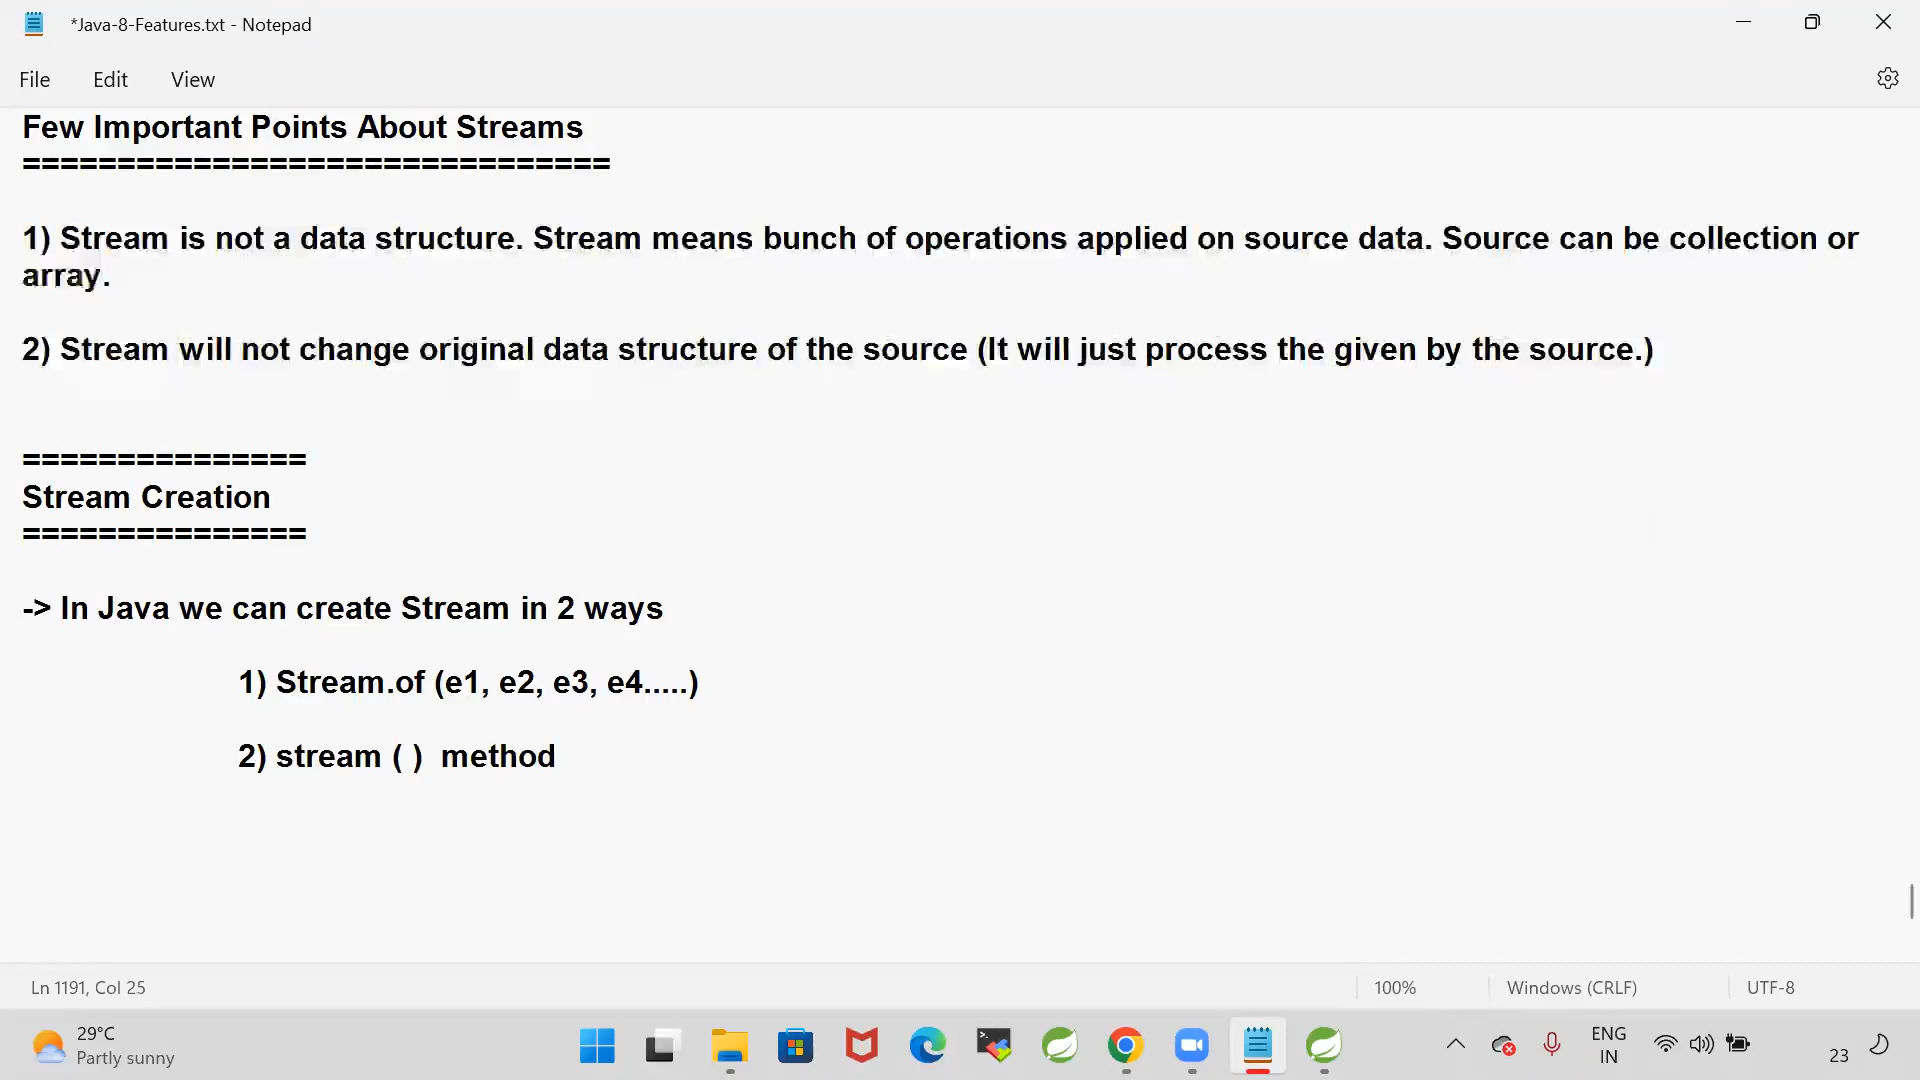 *Java-8-Features.txt - Notepad
File Edit View
Few Important Points About Streams
===============================
1) Stream is not a data structure. Stream means bunch of operations applied on source data. Source can be collection or
array.
2) Stream will not change original data structure of the source (It will just process the given by the source.)
===============
Stream Creation
===============
-> In Java we can create Stream in 2 ways
1) Stream.of (e1, e2, e3, e4.....)
2) stream ( )  method
Ln 1191, Col 25 100% Windows (CRLF) UTF-8
29°C
Partly sunny
ENG
IN
23